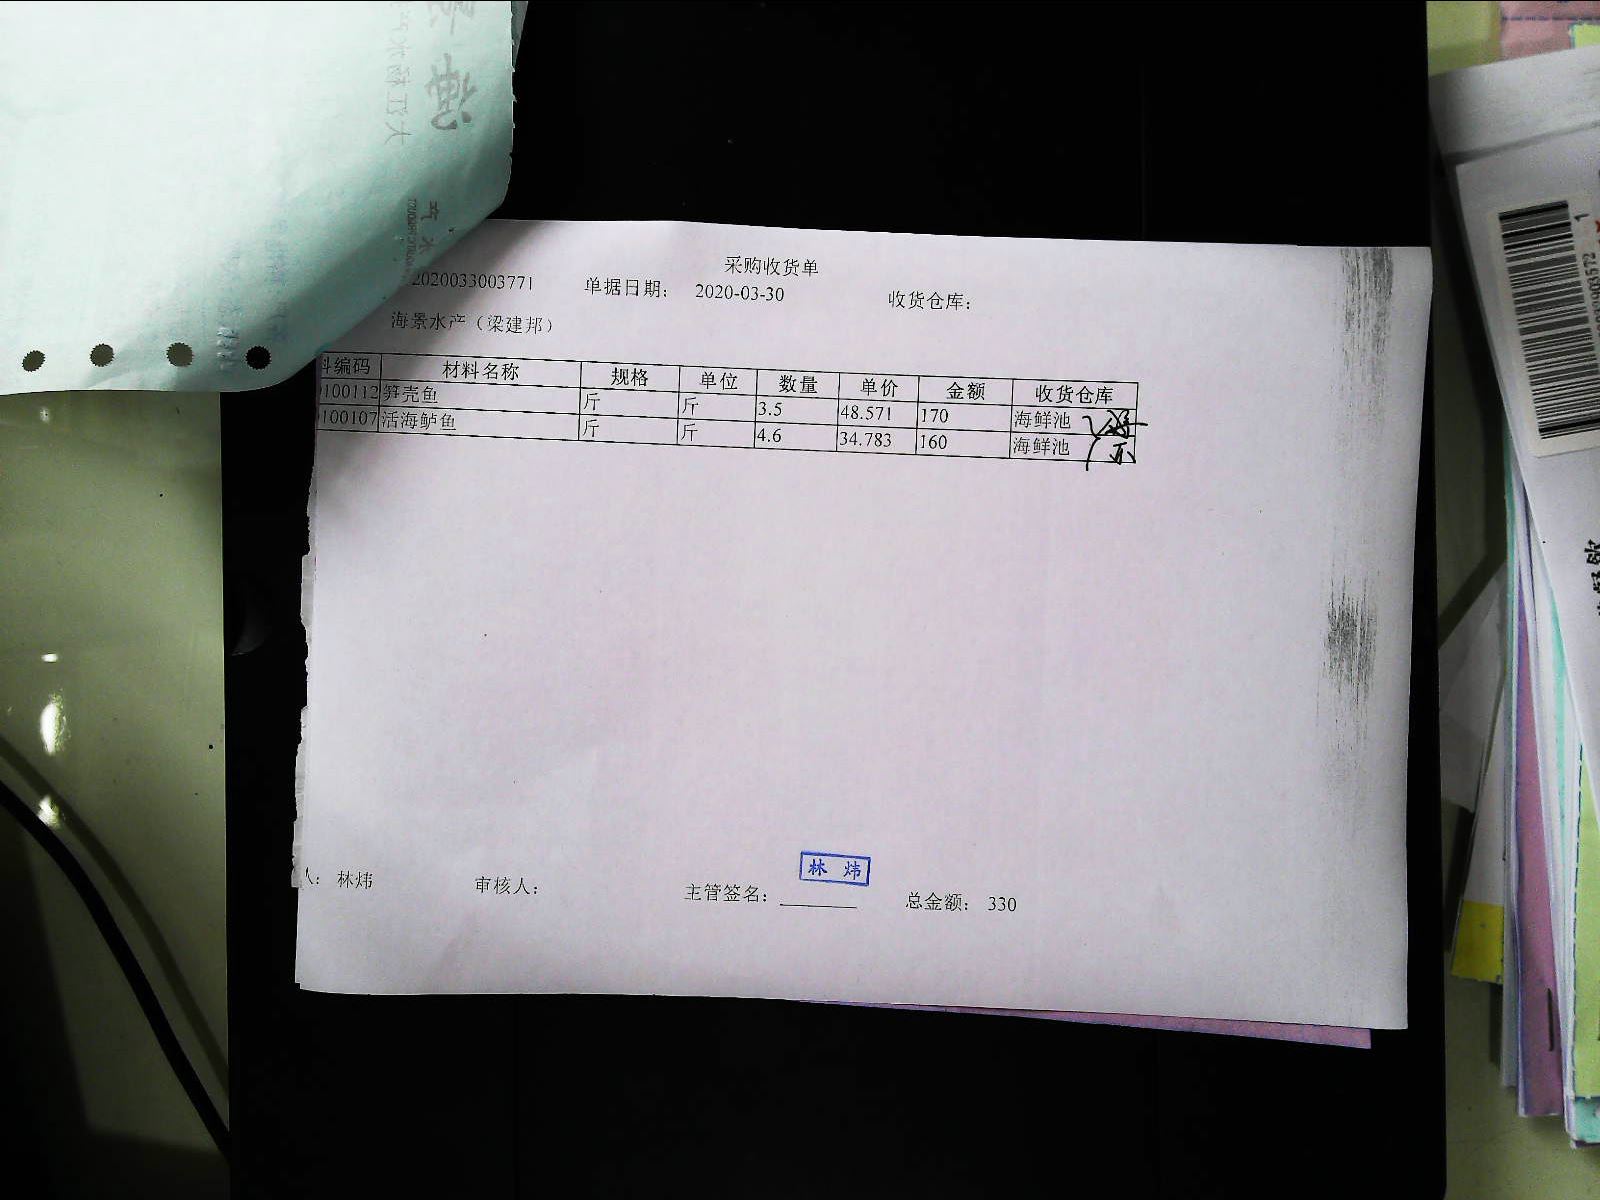 采购收货单
2020033003771 单据日期： 2020-03-30 收货仓库：
海景水产（梁建邦）
料编码 材料名称 规格 单位 数量 单价 金额 收货仓库
0100112 笋壳鱼 斤 斤 3.5 48.571 170 海鲜池
0100107 活海鲈鱼 斤 斤 4.6 34.783 160 海鲜池
人： 林炜 审核人： 主管签名： 林 炜 总金额： 330